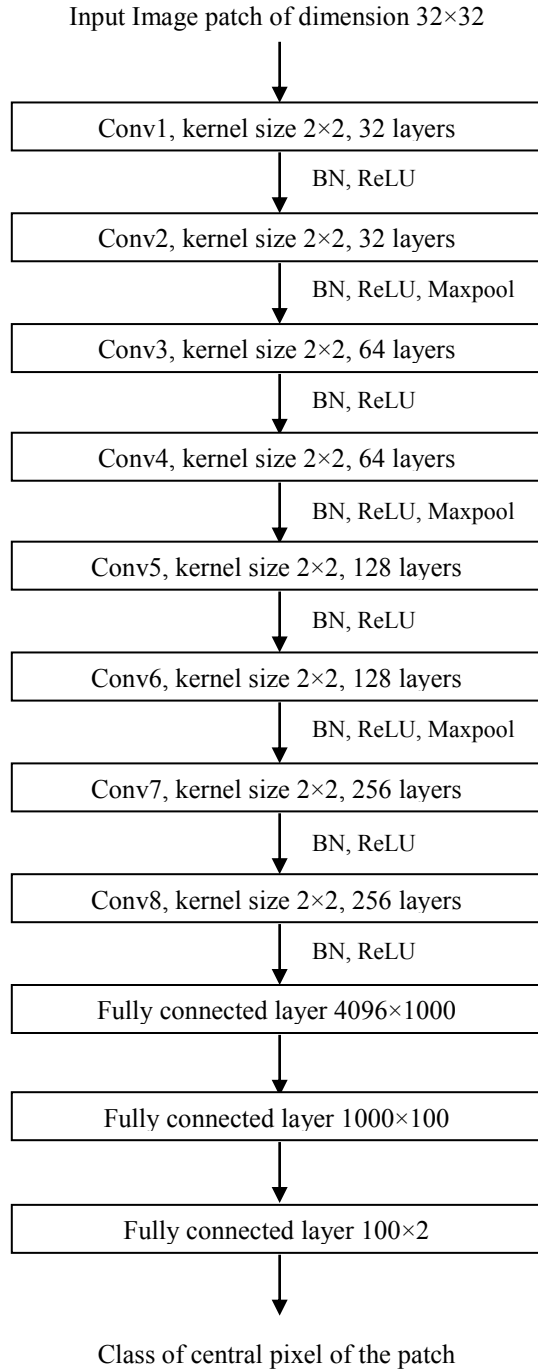 Input Image patch of dimension 32×32
Conv1, kernel size 2×2, 32 layers
BN, ReLU
Conv2, kernel size 2×2, 32 layers
BN, ReLU, Maxpool
Conv3, kernel size 2×2, 64 layers
BN, ReLU
Conv4, kernel size 2×2, 64 layers
BN, ReLU, Maxpool
Conv5, kernel size 2×2, 128 layers
BN, ReLU
Conv6, kernel size 2×2, 128 layers
BN, ReLU, Maxpool
Conv7, kernel size 2×2, 256 layers
BN, ReLU
Conv8, kernel size 2×2, 256 layers
BN, ReLU
Fully connected layer 4096×1000
Fully connected layer 1000×100
Fully connected layer 100×2
Class of central pixel of the patch